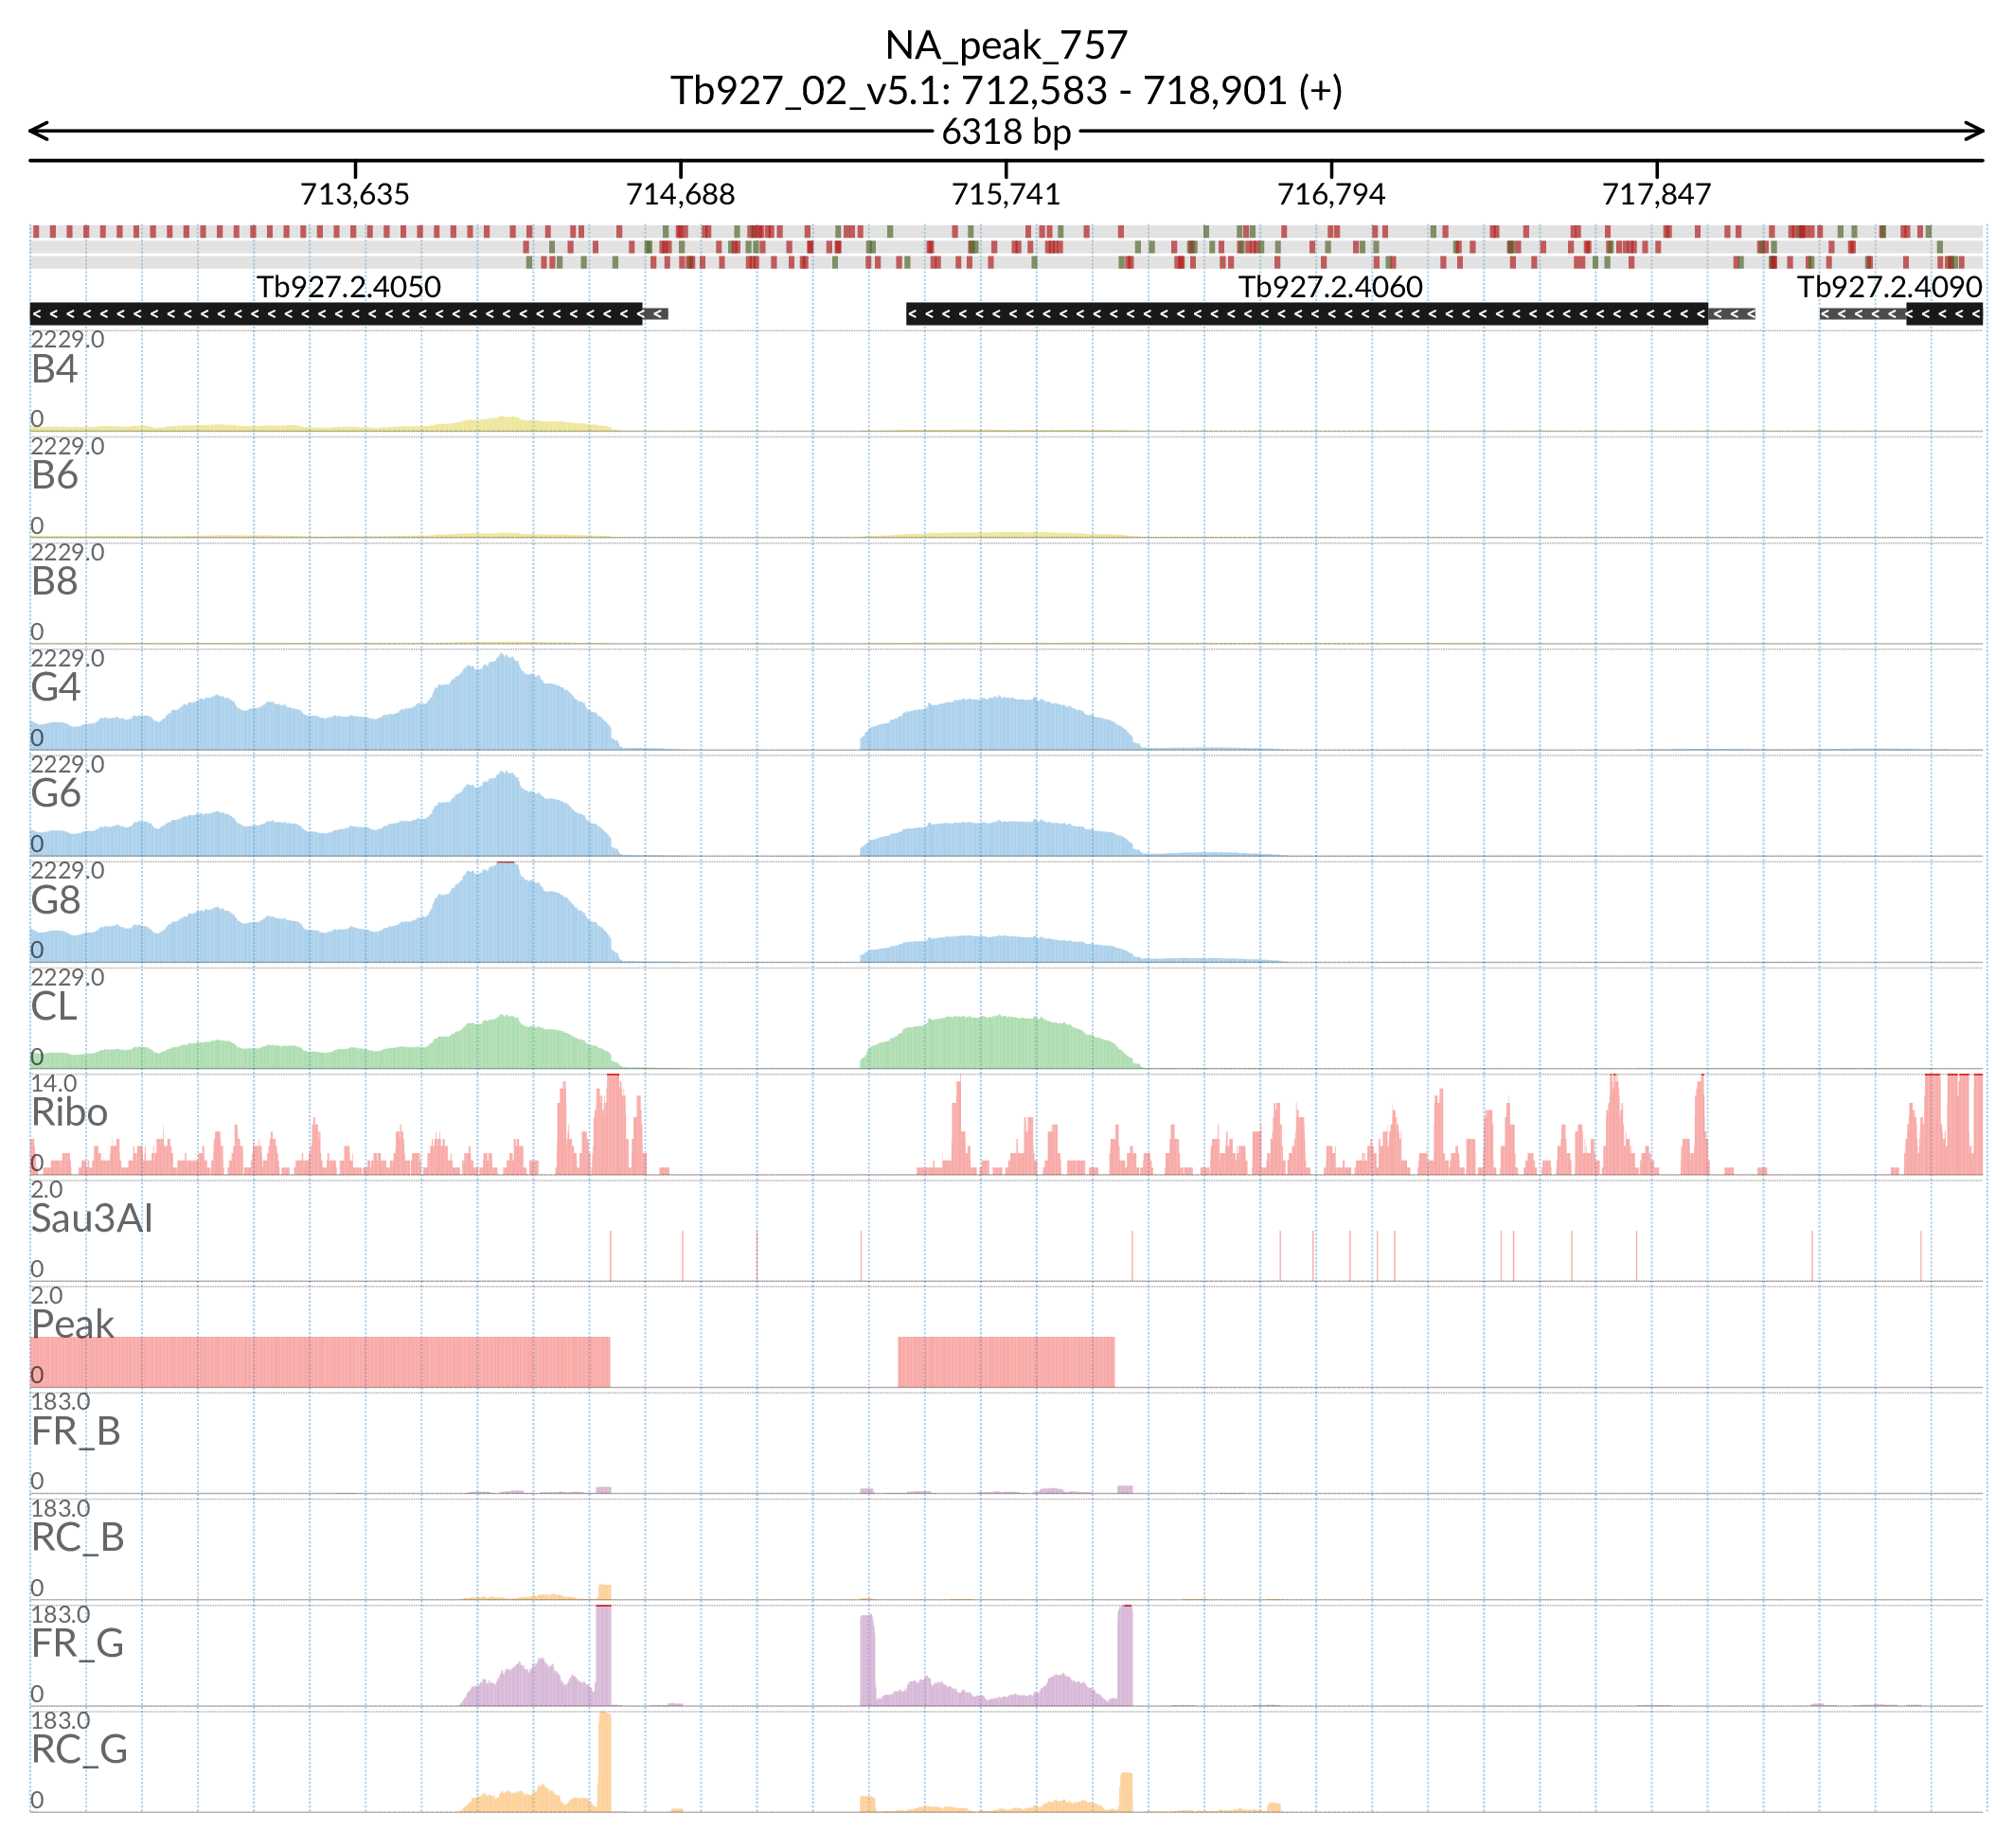 NA_peak_757
Tb927_02_v5.1: 712,583 - 718,901 (+)
6318 bp
713,635 714,688 715,741 716,794 717,847
Tb927.2.4050 Tb927.2.4060 Tb927.2.4090
2229.0
B4
0
2229.0
B6
0
2229.0
B8
0
2229.0
G4
0
2229.0
G6
0
2229.0
G8
0
2229.0
CL
0
14.0
Ribo
0
2.0
Sau3AI
0
2.0
Peak
0
183.0
FR_B
0
183.0
RC_B
0
183.0
FR_G
0
183.0
RC_G
0